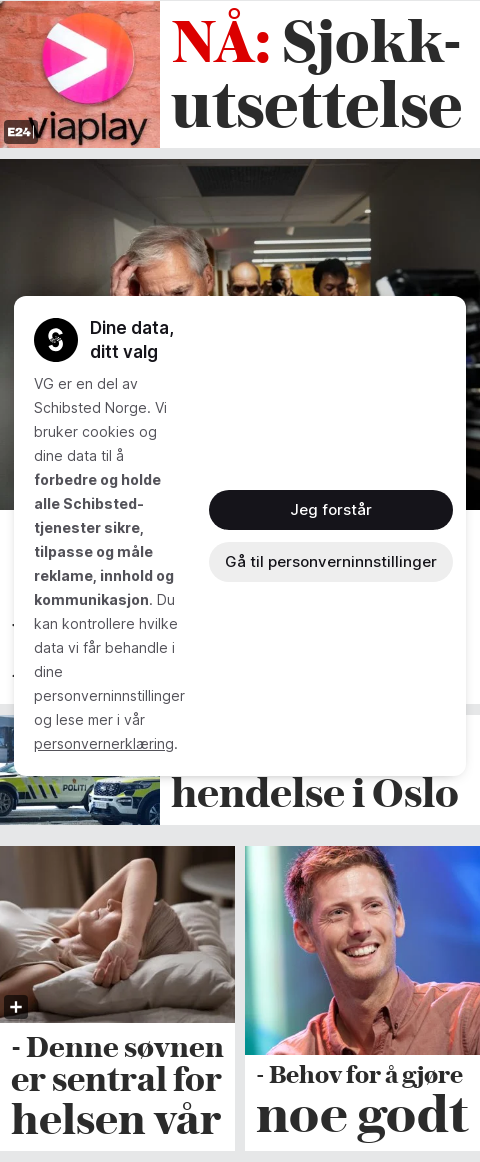 viaplay
E24
NÅ: Sjokk-
utsettelse
Dine data,
ditt valg
VG er en del av
Schibsted Norge. Vi
bruker cookies og
dine data til å
forbedre og holde
alle Schibsted-
tjenester sikre,
tilpasse og måle
reklame, innhold og
kommunikasjon. Du
kan kontrollere hvilke
data vi får behandle i
dine
personverninnstillinger
og lese mer i vår
personvernerklæring.
Jeg forstår
Gå til personverninnstillinger
POLITI
hendelse i Oslo
- Denne søvnen
er sentral for
helsen vår
- Behov for å gjøre
noe godt